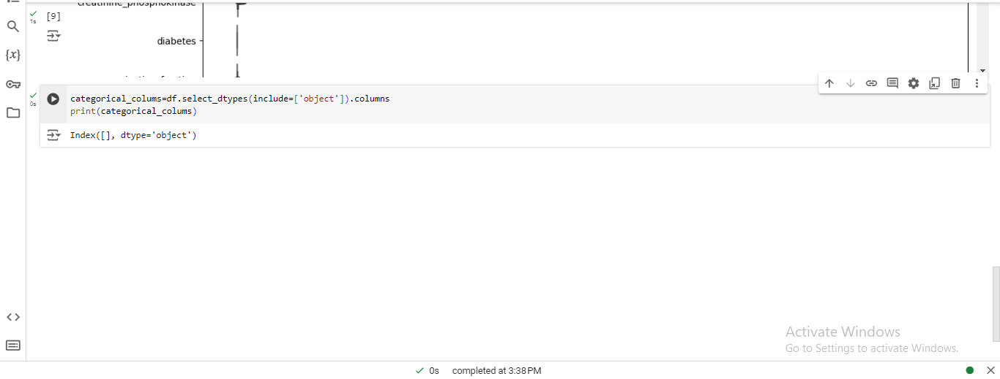 creatinine_phosphokinase
[9]
1s
diabetes
{x}
0s
categorical_colums=df.select_dtypes(include=['object']).columns
print(categorical_colums)
Index([], dtype='object')
Activate Windows
Go to Settings to activate Windows.
0s completed at 3:38 PM